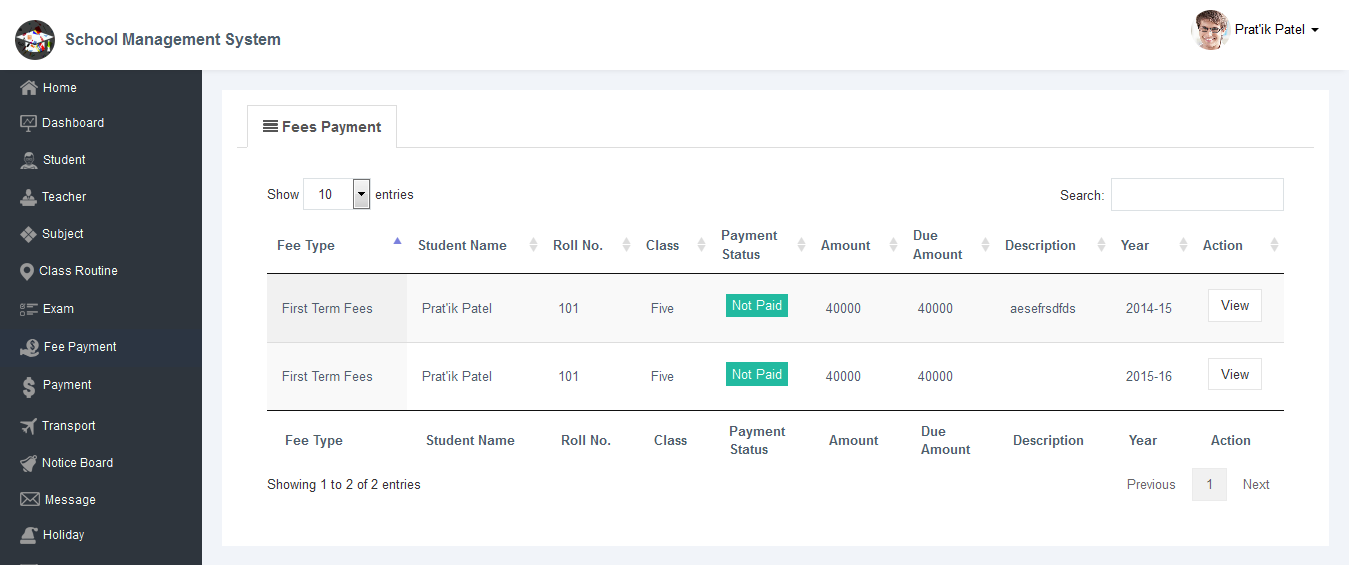 School Management System
Prat'ik Patel
Home
Dashboard
Student
Teacher
Subject
Class Routine
Exam
Fee Payment
Payment
Transport
Notice Board
Message
Holiday
Fees Payment
Show 10 entries
Search:
Fee Type Student Name Roll No. Class Payment Status Amount Due Amount Description Year Action
First Term Fees Prat'ik Patel 101 Five Not Paid 40000 40000 aesefrsdfds 2014-15 View
First Term Fees Prat'ik Patel 101 Five Not Paid 40000 40000 2015-16 View
Fee Type Student Name Roll No. Class Payment Status Amount Due Amount Description Year Action
Showing 1 to 2 of 2 entries
Previous 1 Next